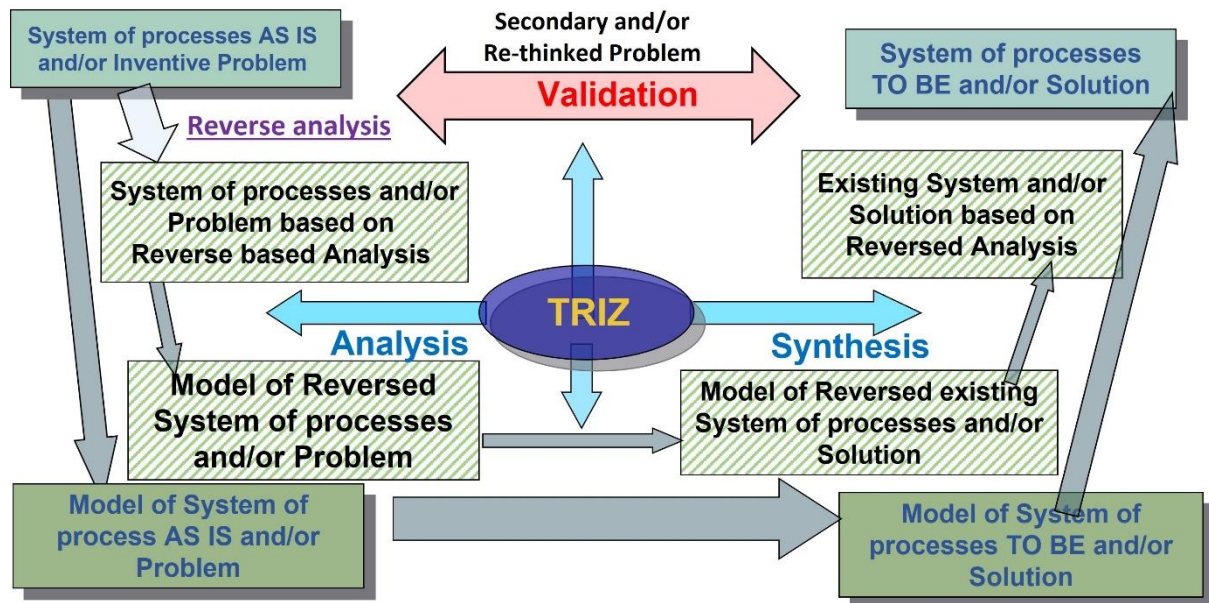 System of processes AS IS
and/or Inventive Problem
Secondary and/or
Re-thinked Problem
Validation
System of processes
TO BE and/or Solution
Reverse analysis
System of processes and/or
Problem based on
Reverse based Analysis
Existing System and/or
Solution based on
Reversed Analysis
TRIZ
Analysis
Synthesis
Model of Reversed
System of processes
and/or Problem
Model of Reversed existing
System of processes and/or
Solution
Model of System of
process AS IS and/or
Problem
Model of System of
processes TO BE and/or
Solution